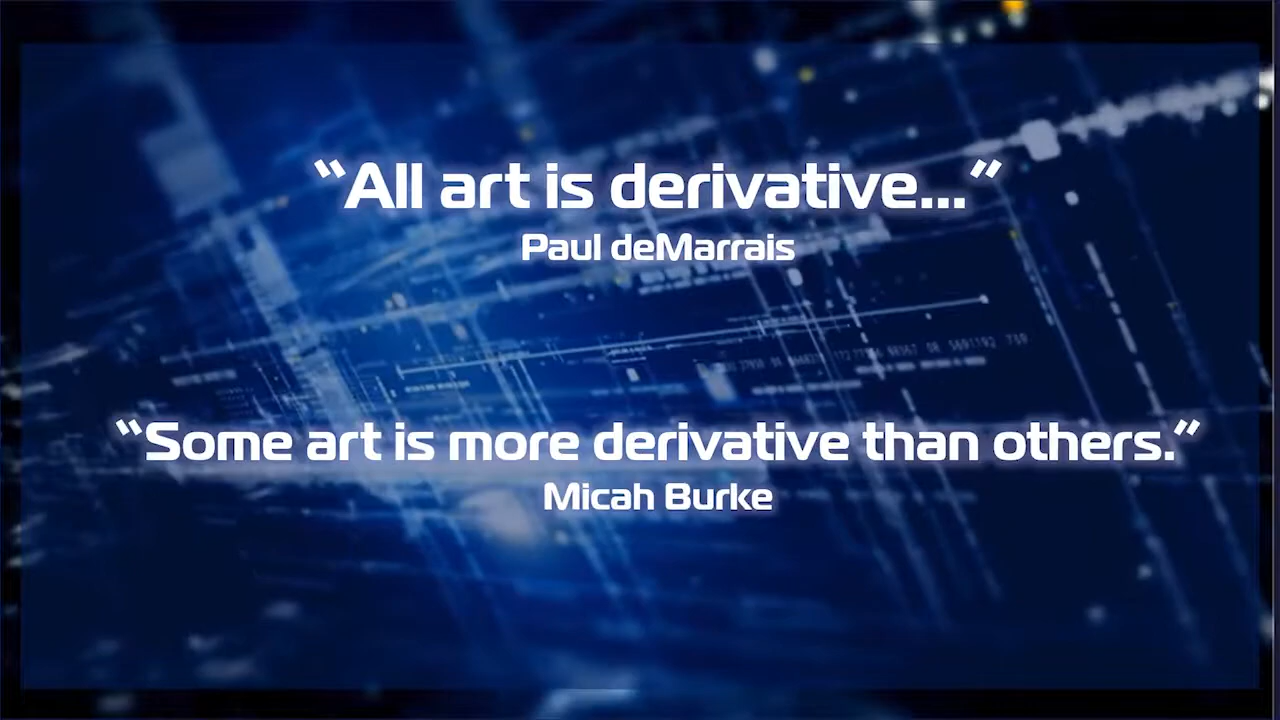 “All art is derivative...”
Paul deMarrais
“Some art is more derivative than others.”
Micah Burke